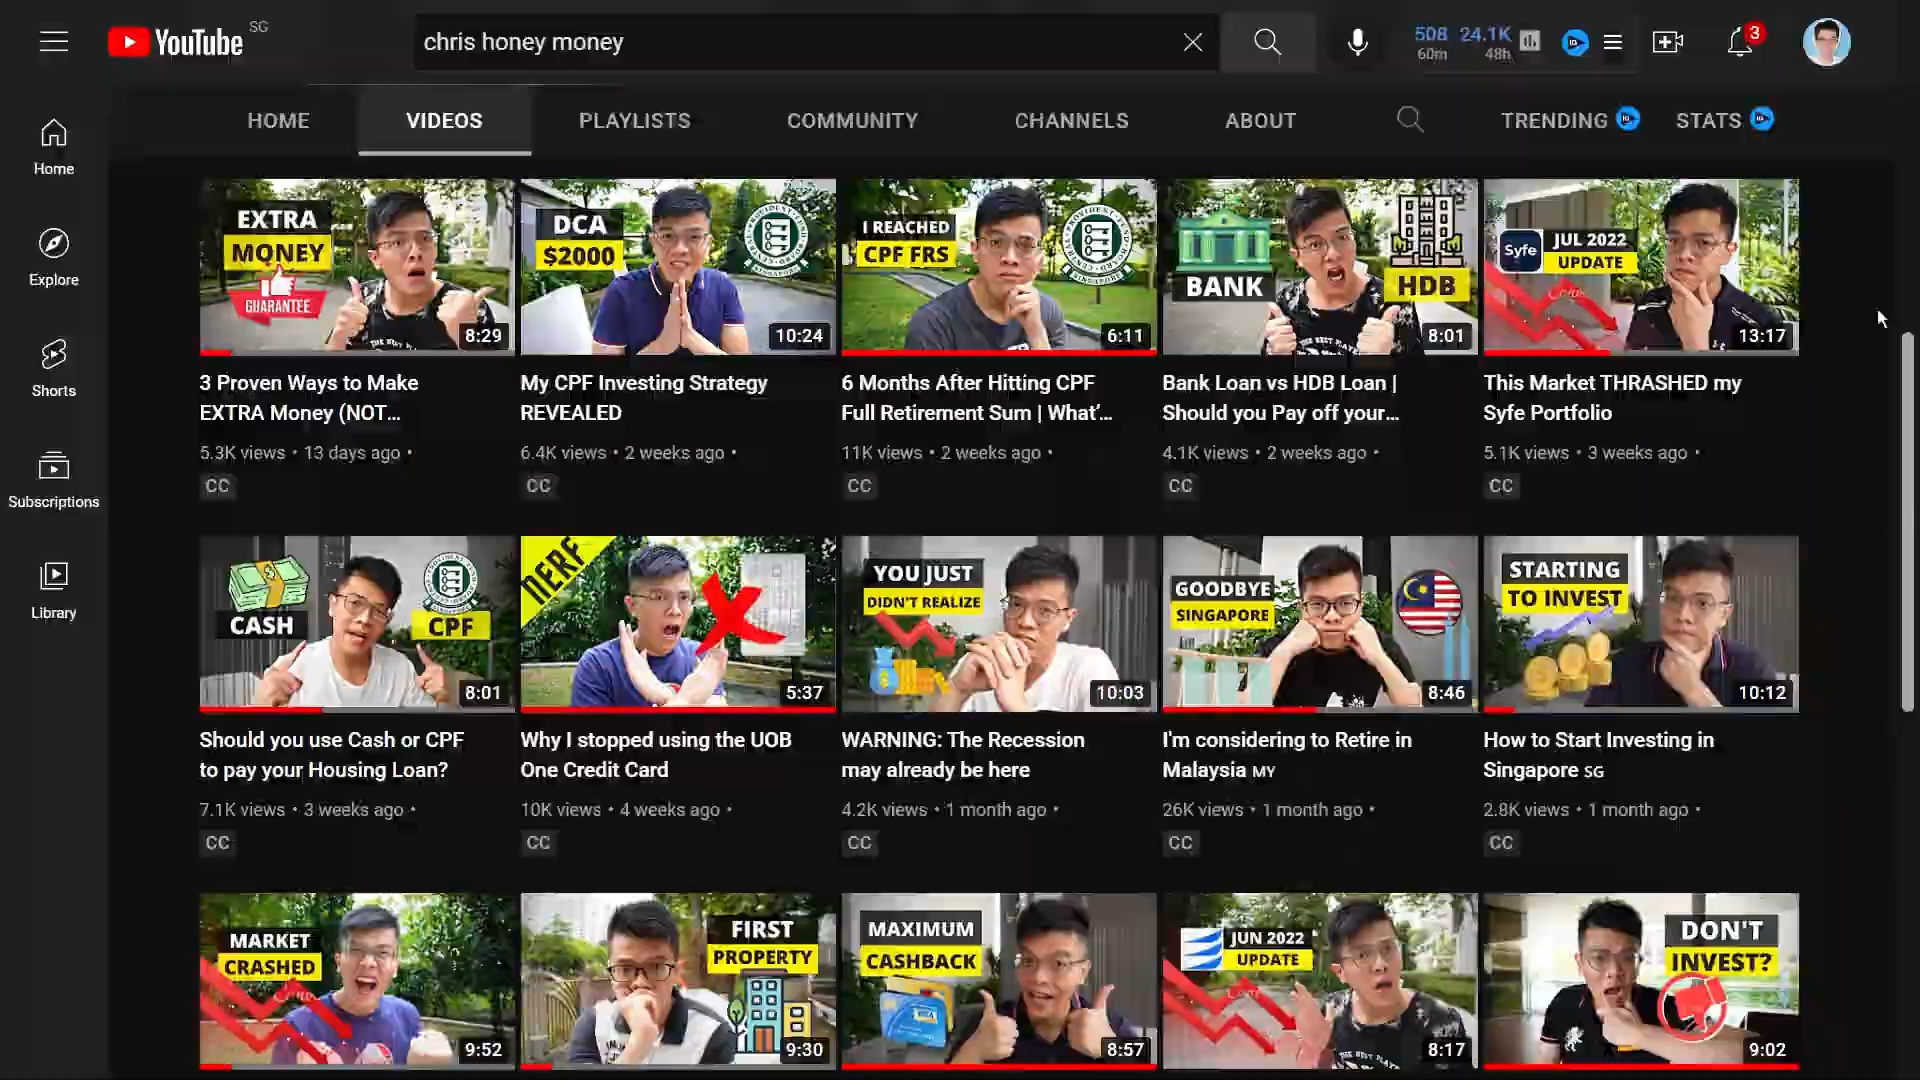 YouTube SG
chris honey money
508 24.1K
60m 48h
3
HOME VIDEOS PLAYLISTS COMMUNITY CHANNELS ABOUT TRENDING STATS
Home
Explore
Shorts
Subscriptions
Library
EXTRA
MONEY
GUARANTEE
8:29
DCA
$2000
10:24
I REACHED
CPF FRS
6:11
BANK
HDB
8:01
Syfe
JUL 2022
UPDATE
13:17
3 Proven Ways to Make
EXTRA Money (NOT...
5.3K views • 13 days ago •
CC
My CPF Investing Strategy
REVEALED
6.4K views • 2 weeks ago •
CC
6 Months After Hitting CPF
Full Retirement Sum | What'...
11K views • 2 weeks ago •
CC
Bank Loan vs HDB Loan |
Should you Pay off your...
4.1K views • 2 weeks ago •
CC
This Market THRASHED my
Syfe Portfolio
5.1K views • 3 weeks ago •
CC
CASH
CPF
8:01
NERF
5:37
YOU JUST
DIDN'T REALIZE
10:03
GOODBYE
SINGAPORE
8:46
STARTING
TO INVEST
10:12
Should you use Cash or CPF
to pay your Housing Loan?
7.1K views • 3 weeks ago •
CC
Why I stopped using the UOB
One Credit Card
10K views • 4 weeks ago •
CC
WARNING: The Recession
may already be here
4.2K views • 1 month ago •
CC
I'm considering to Retire in
Malaysia MY
26K views • 1 month ago •
CC
How to Start Investing in
Singapore SG
2.8K views • 1 month ago •
CC
MARKET
CRASHED
9:52
FIRST
PROPERTY
9:30
MAXIMUM
CASHBACK
8:57
JUN 2022
UPDATE
8:17
DON'T
INVEST?
9:02